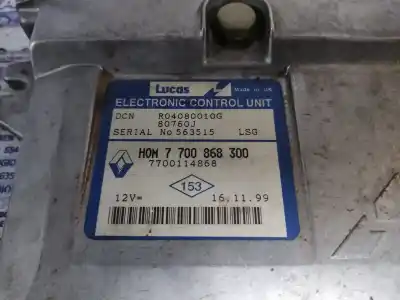 Lucas
Made in UK
ELECTRONIC CONTROL UNIT
DCN R04080010G
80760J
SERIAL No 563515 LSG
HOM 7 700 868 300
7700114868
153
12V= 16.11.99